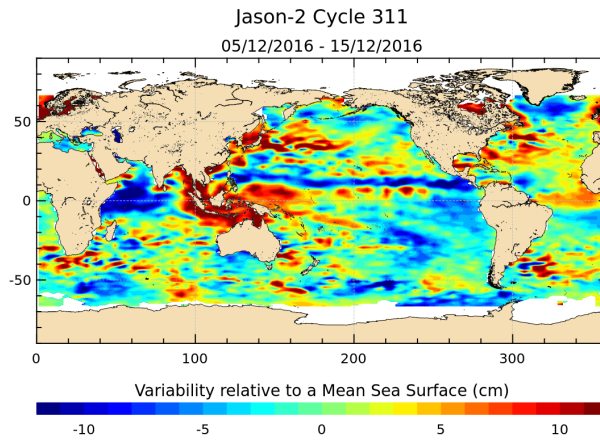 Jason-2 Cycle 311
05/12/2016 - 15/12/2016
50
0
-50
0 100 200 300
Variability relative to a Mean Sea Surface (cm)
-10 -5 0 5 10